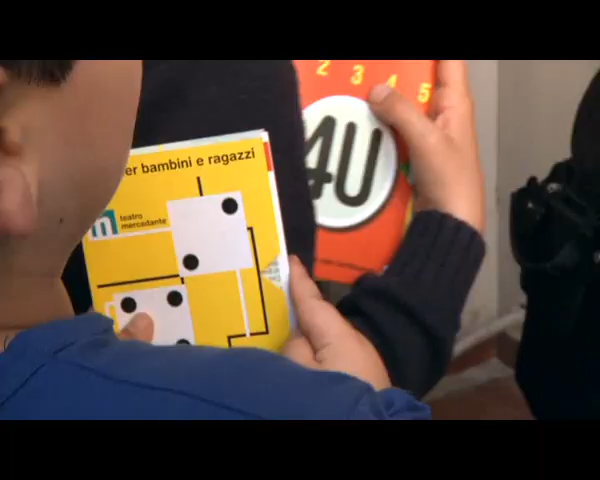 er bambini e ragazzi
m teatro
mercadante
2 3 4 5
4U